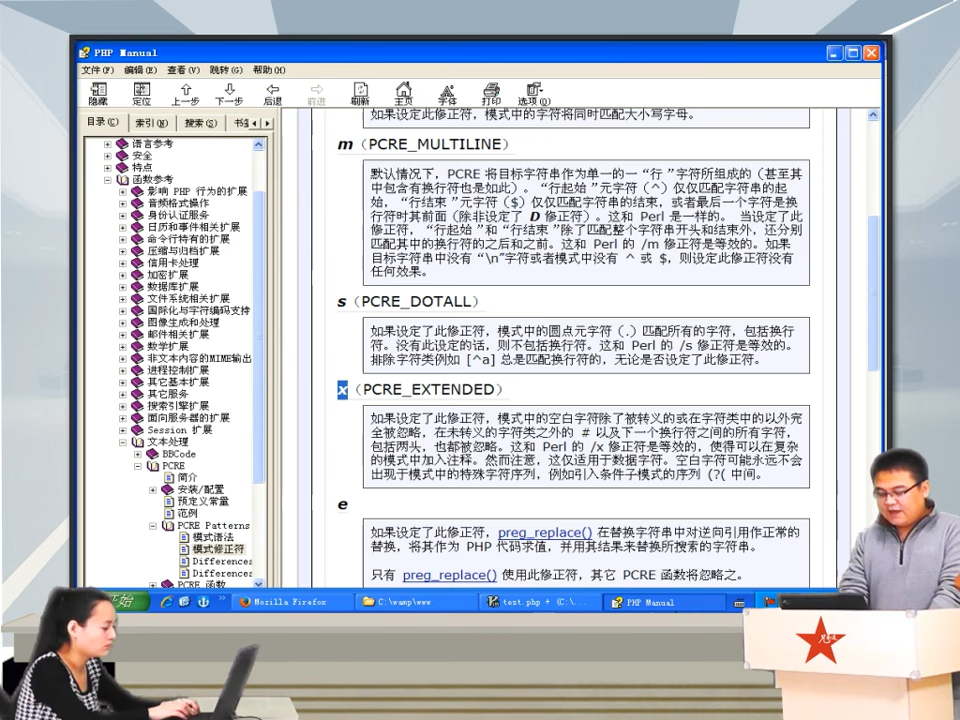 PHP Manual
文件(F) 编辑(E) 查看(V) 跳转(G) 帮助(H)
隐藏 定位 上一步 下一步 后退 前进 刷新 主页 字体 打印 选项(O)
目录(C) 索引(N) 搜索(S)
语言参考
安全
特点
函数参考
影响 PHP 行为的扩展
音频格式操作
身份认证服务
日历和事件相关扩展
命令行特有的扩展
压缩与归档扩展
信用卡处理
加密扩展
数据库扩展
文件系统相关扩展
国际化与字符编码支持
图像生成和处理
邮件相关扩展
数学扩展
非文本内容的MIME输出
进程控制扩展
其它基本扩展
其它服务
搜索引擎扩展
面向服务器的扩展
Session 扩展
文本处理
BBCode
PCRE
简介
安装/配置
预定义常量
范例
PCRE Patterns
模式语法
模式修正符
Differences
Differences
PCRE 函数
如果设定此修正符，模式中的字符将同时匹配大小写字母。
m（PCRE_MULTILINE）
默认情况下，PCRE 将目标字符串作为单一的一 “行 ”字符所组成的（甚至其
中包含有换行符也是如此）。“行起始 ”元字符（^）仅仅匹配字符串的起
始，“行结束 ”元字符（$）仅仅匹配字符串的结束，或者最后一个字符是换
行符时其前面（除非设定了 D 修正符）。这和 Perl 是一样的。 当设定了此
修正符，“行起始 ”和 “行结束 ”除了匹配整个字符串开头和结束外，还分别
匹配其中的换行符的之后和之前。这和 Perl 的 /m 修正符是等效的。如果
目标字符串中没有 “\n”字符或者模式中没有 ^ 或 $，则设定此修正符没有
任何效果。
s（PCRE_DOTALL）
如果设定了此修正符，模式中的圆点元字符（.）匹配所有的字符，包括换行
符。没有此设定的话，则不包括换行符。这和 Perl 的 /s 修正符是等效的。
排除字符类例如 [^a] 总是匹配换行符的，无论是否设定了此修正符。
x（PCRE_EXTENDED）
如果设定了此修正符，模式中的空白字符除了被转义的或在字符类中的以外完
全被忽略，在未转义的字符类之外的 # 以及下一个换行符之间的所有字符，
包括两头，也都被忽略。这和 Perl 的 /x 修正符是等效的，使得可以在复杂
的模式中加入注释。然而注意，这仅适用于数据字符。空白字符可能永远不会
出现于模式中的特殊字符序列，例如引入条件子模式的序列 (?( 中间。
e
如果设定了此修正符，preg_replace() 在替换字符串中对逆向引用作正常的
替换，将其作为 PHP 代码求值，并用其结果来替换所搜索的字符串。
只有 preg_replace() 使用此修正符，其它 PCRE 函数将忽略之。
Mozilla Firefox C:\wamp\www test.php + (C:\... PHP Manual